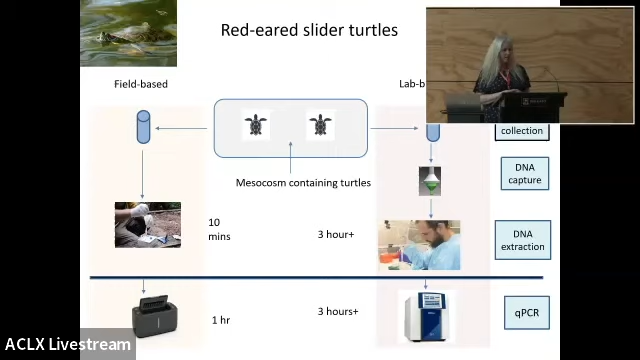 Red-eared slider turtles
Field-based
collection
Mesocosm containing turtles
DNA
capture
10
mins
3 hour+
DNA
extraction
1 hr
3 hours+
qPCR
ACLX Livestream